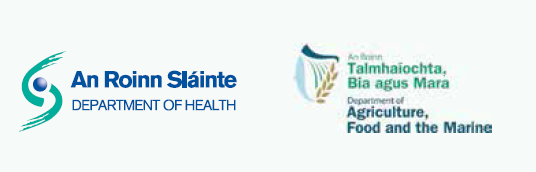 An Roinn Sláinte
DEPARTMENT OF HEALTH
An Roinn
Talmhaíochta,
Bia agus Mara
Department of
Agriculture,
Food and the Marine